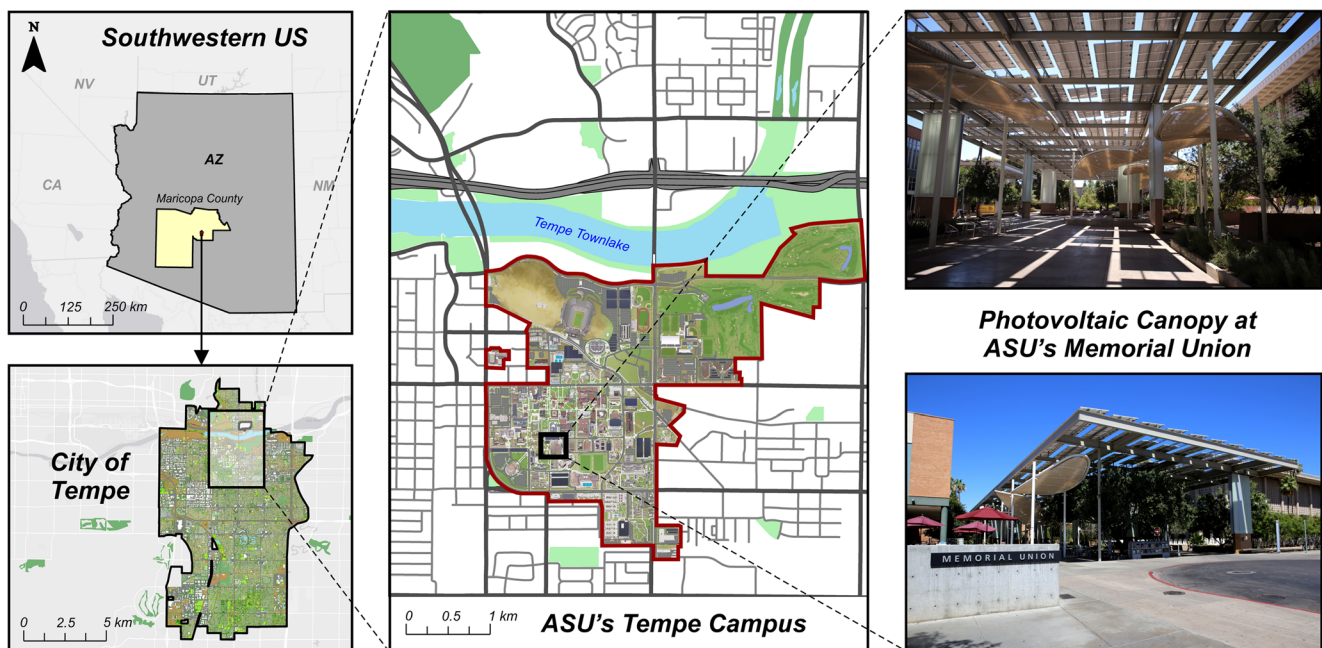 N
Southwestern US
NV
UT
AZ
CA
NM
Maricopa County
0 125 250 km
City of
Tempe
0 2.5 5 km
Tempe Townlake
0 0.5 1 km
ASU's Tempe Campus
Photovoltaic Canopy at
ASU's Memorial Union
MEMORIAL UNION